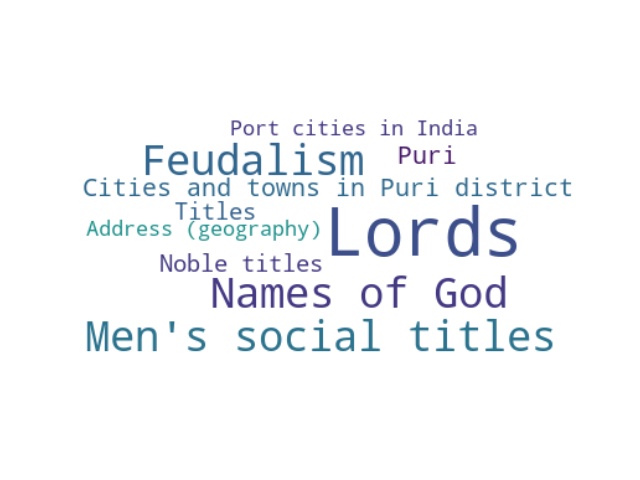 Port cities in India
Feudalism Puri
Cities and towns in Puri district
Titles
Address (geography)
Lords
Noble titles
Names of God
Men's social titles